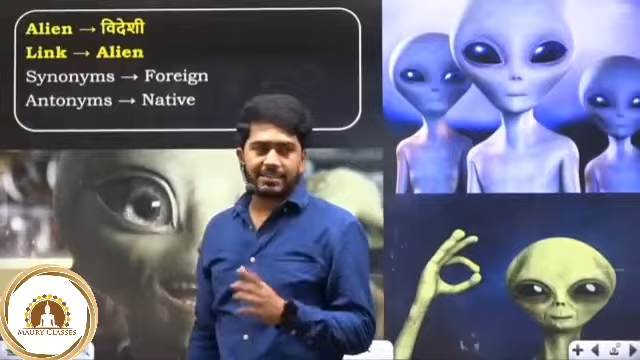 Alien → विदेशी
Link → Alien
Synonyms → Foreign
Antonyms → Native
MAURY CLASSES